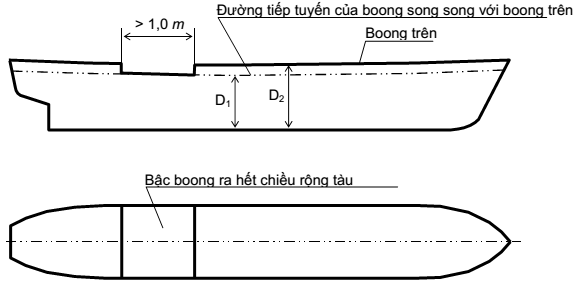 Đường tiếp tuyến của boong song song với boong trên
> 1,0 m
Boong trên
D1
D2
Bậc boong ra hết chiều rộng tàu